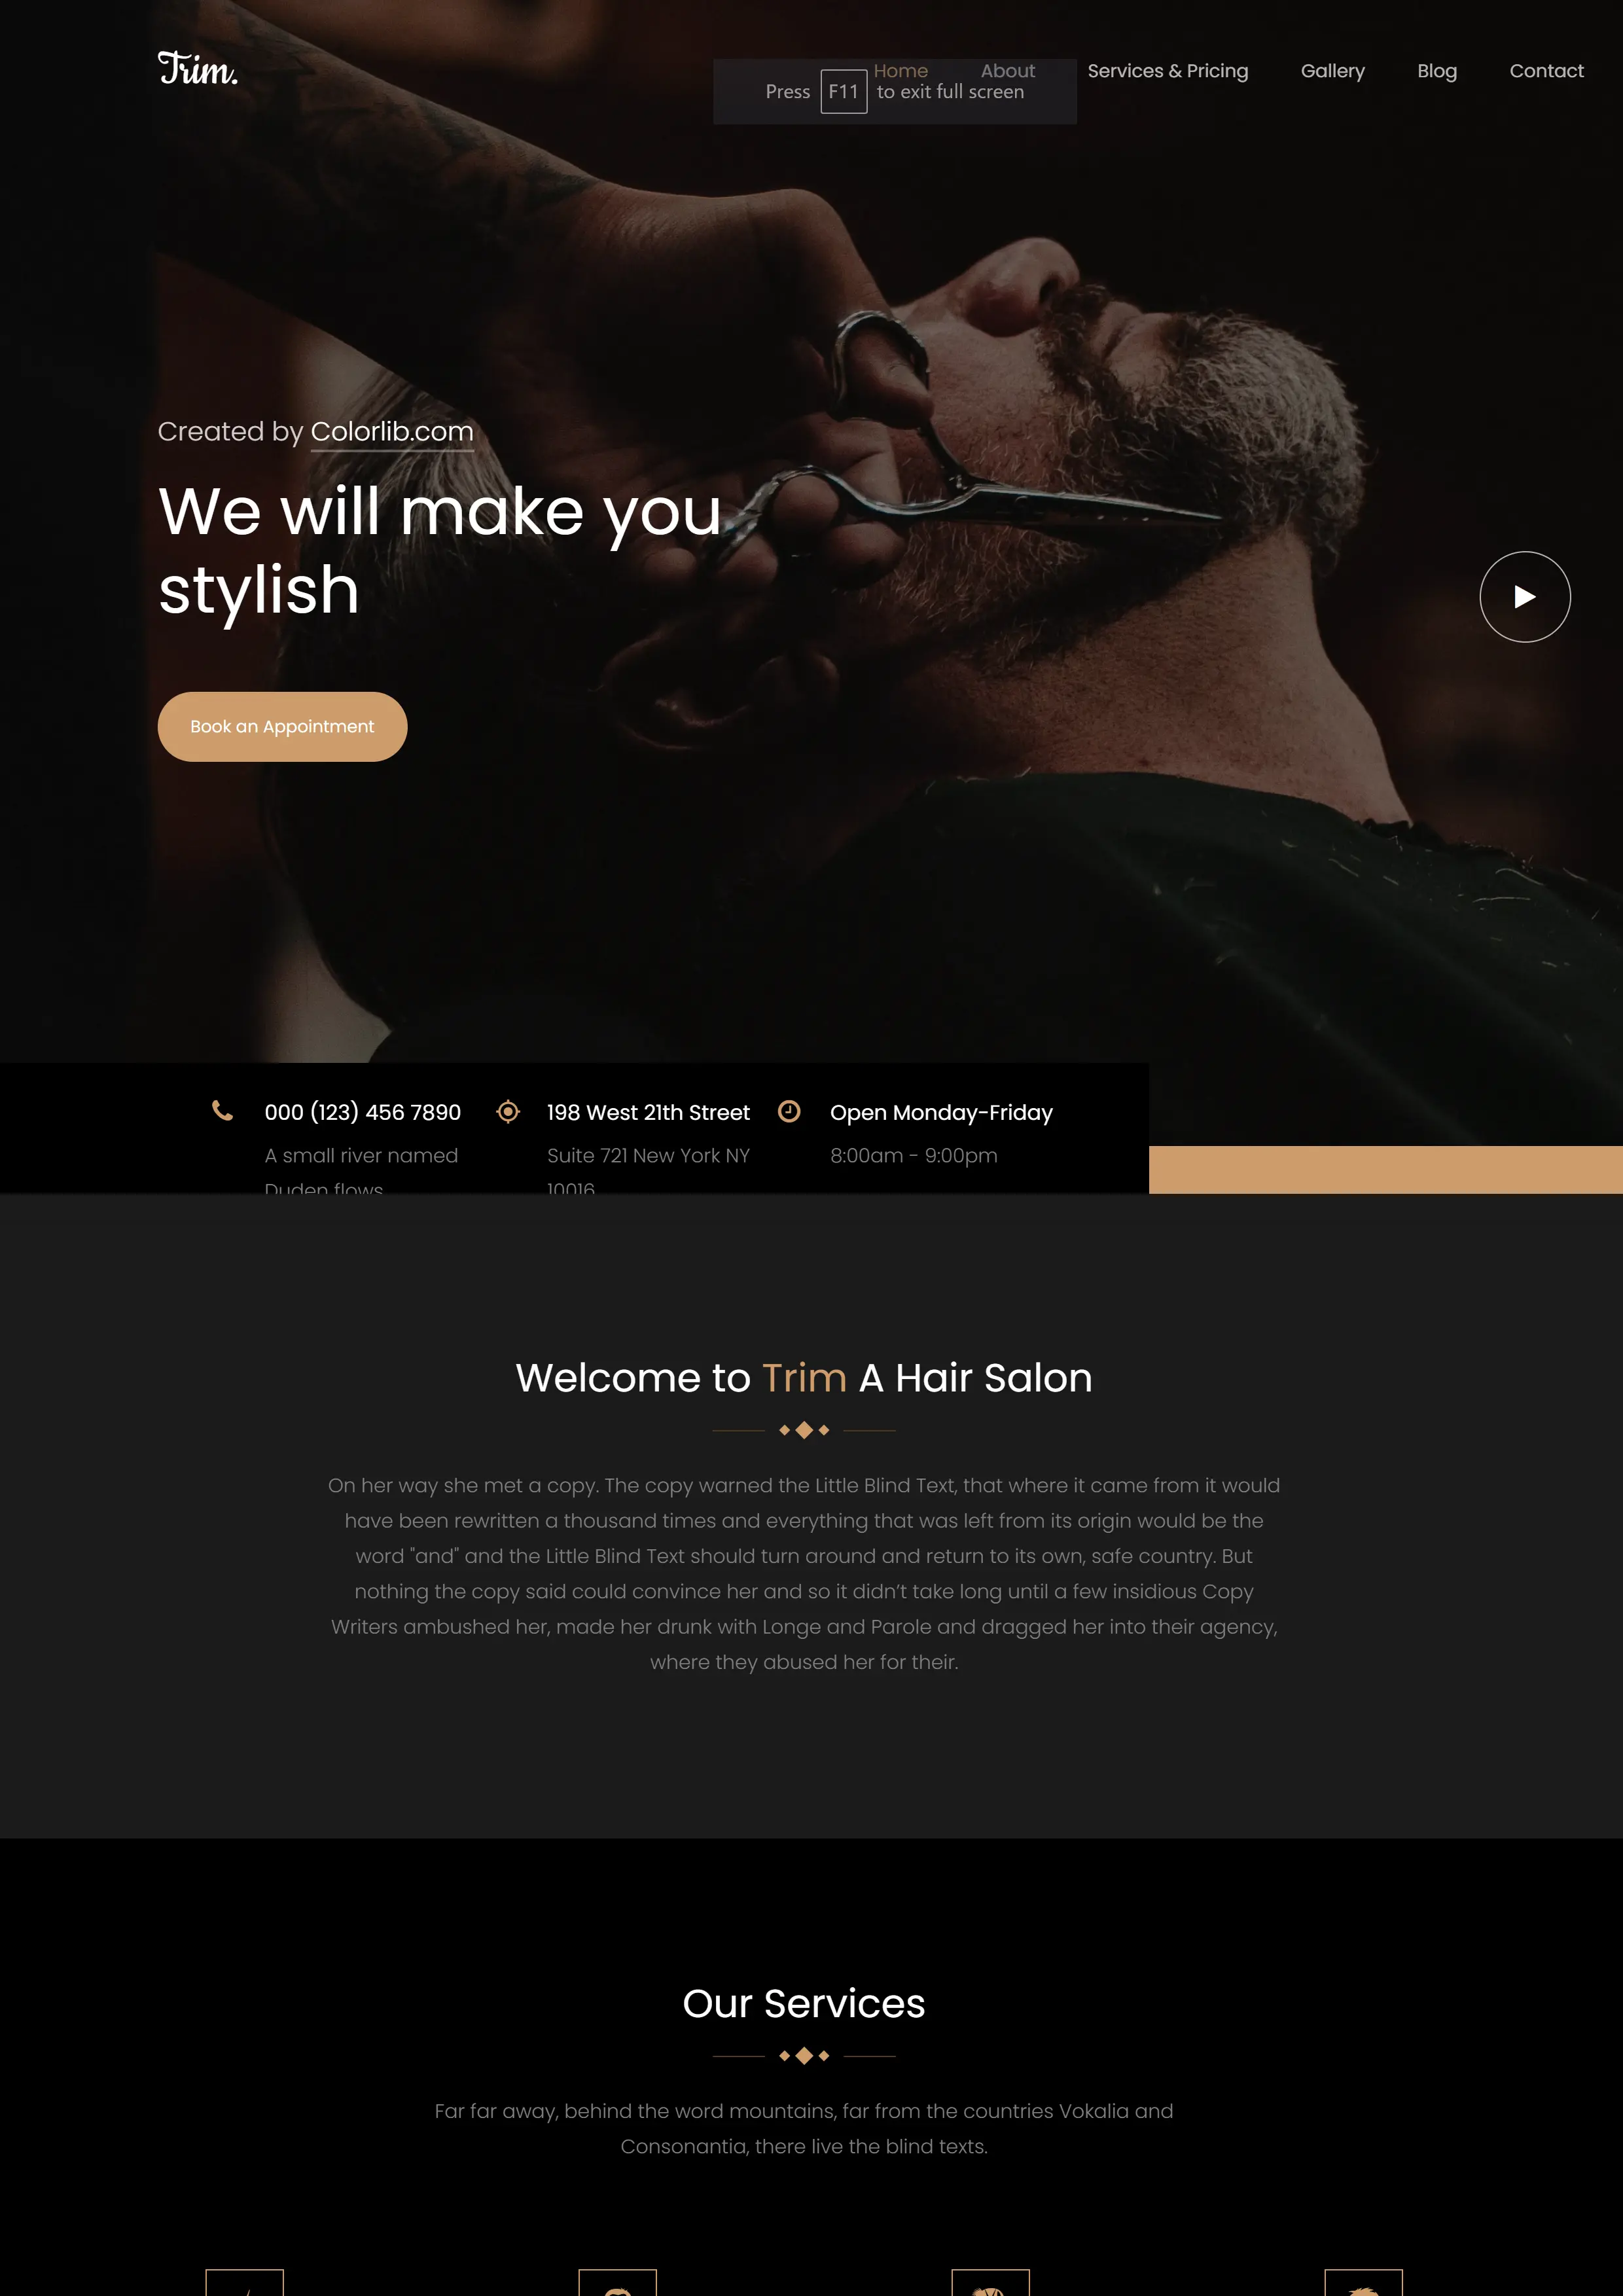 Trim.
Home About Services & Pricing Gallery Blog Contact
Press F11 to exit full screen
Created by Colorlib.com
We will make you
stylish
Book an Appointment
000 (123) 456 7890
A small river named
Duden flows
198 West 21th Street
Suite 721 New York NY
10016
Open Monday-Friday
8:00am - 9:00pm
Welcome to Trim A Hair Salon
On her way she met a copy. The copy warned the Little Blind Text, that where it came from it would
have been rewritten a thousand times and everything that was left from its origin would be the
word "and" and the Little Blind Text should turn around and return to its own, safe country. But
nothing the copy said could convince her and so it didn’t take long until a few insidious Copy
Writers ambushed her, made her drunk with Longe and Parole and dragged her into their agency,
where they abused her for their.
Our Services
Far far away, behind the word mountains, far from the countries Vokalia and
Consonantia, there live the blind texts.